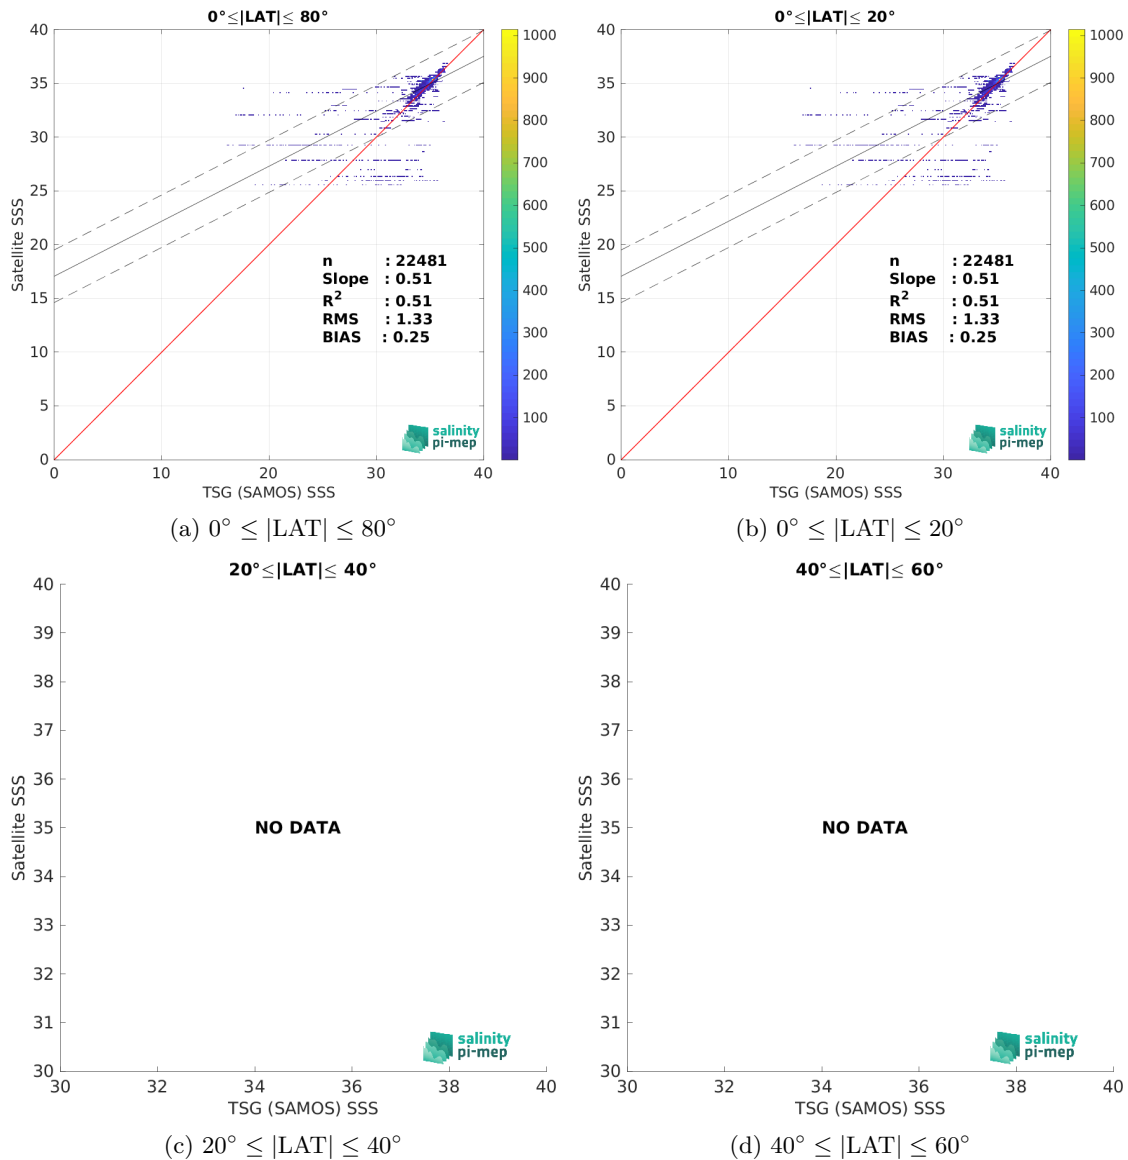 0°≤|LAT|≤ 80°
40
35
30
25
20
15
10
5
0
Satellite SSS
n : 22481
Slope : 0.51
R² : 0.51
RMS : 1.33
BIAS : 0.25
salinity
pi-mep
0 10 20 30 40
TSG (SAMOS) SSS
1000
900
800
700
600
500
400
300
200
100
(a) 0° ≤ |LAT| ≤ 80°
0°≤|LAT|≤ 20°
40
35
30
25
20
15
10
5
0
Satellite SSS
n : 22481
Slope : 0.51
R² : 0.51
RMS : 1.33
BIAS : 0.25
salinity
pi-mep
0 10 20 30 40
TSG (SAMOS) SSS
1000
900
800
700
600
500
400
300
200
100
(b) 0° ≤ |LAT| ≤ 20°
20°≤|LAT|≤ 40°
40
39
38
37
36
35
34
33
32
31
30
Satellite SSS
NO DATA
salinity
pi-mep
30 32 34 36 38 40
TSG (SAMOS) SSS
(c) 20° ≤ |LAT| ≤ 40°
40°≤|LAT|≤ 60°
40
39
38
37
36
35
34
33
32
31
30
Satellite SSS
NO DATA
salinity
pi-mep
30 32 34 36 38 40
TSG (SAMOS) SSS
(d) 40° ≤ |LAT| ≤ 60°